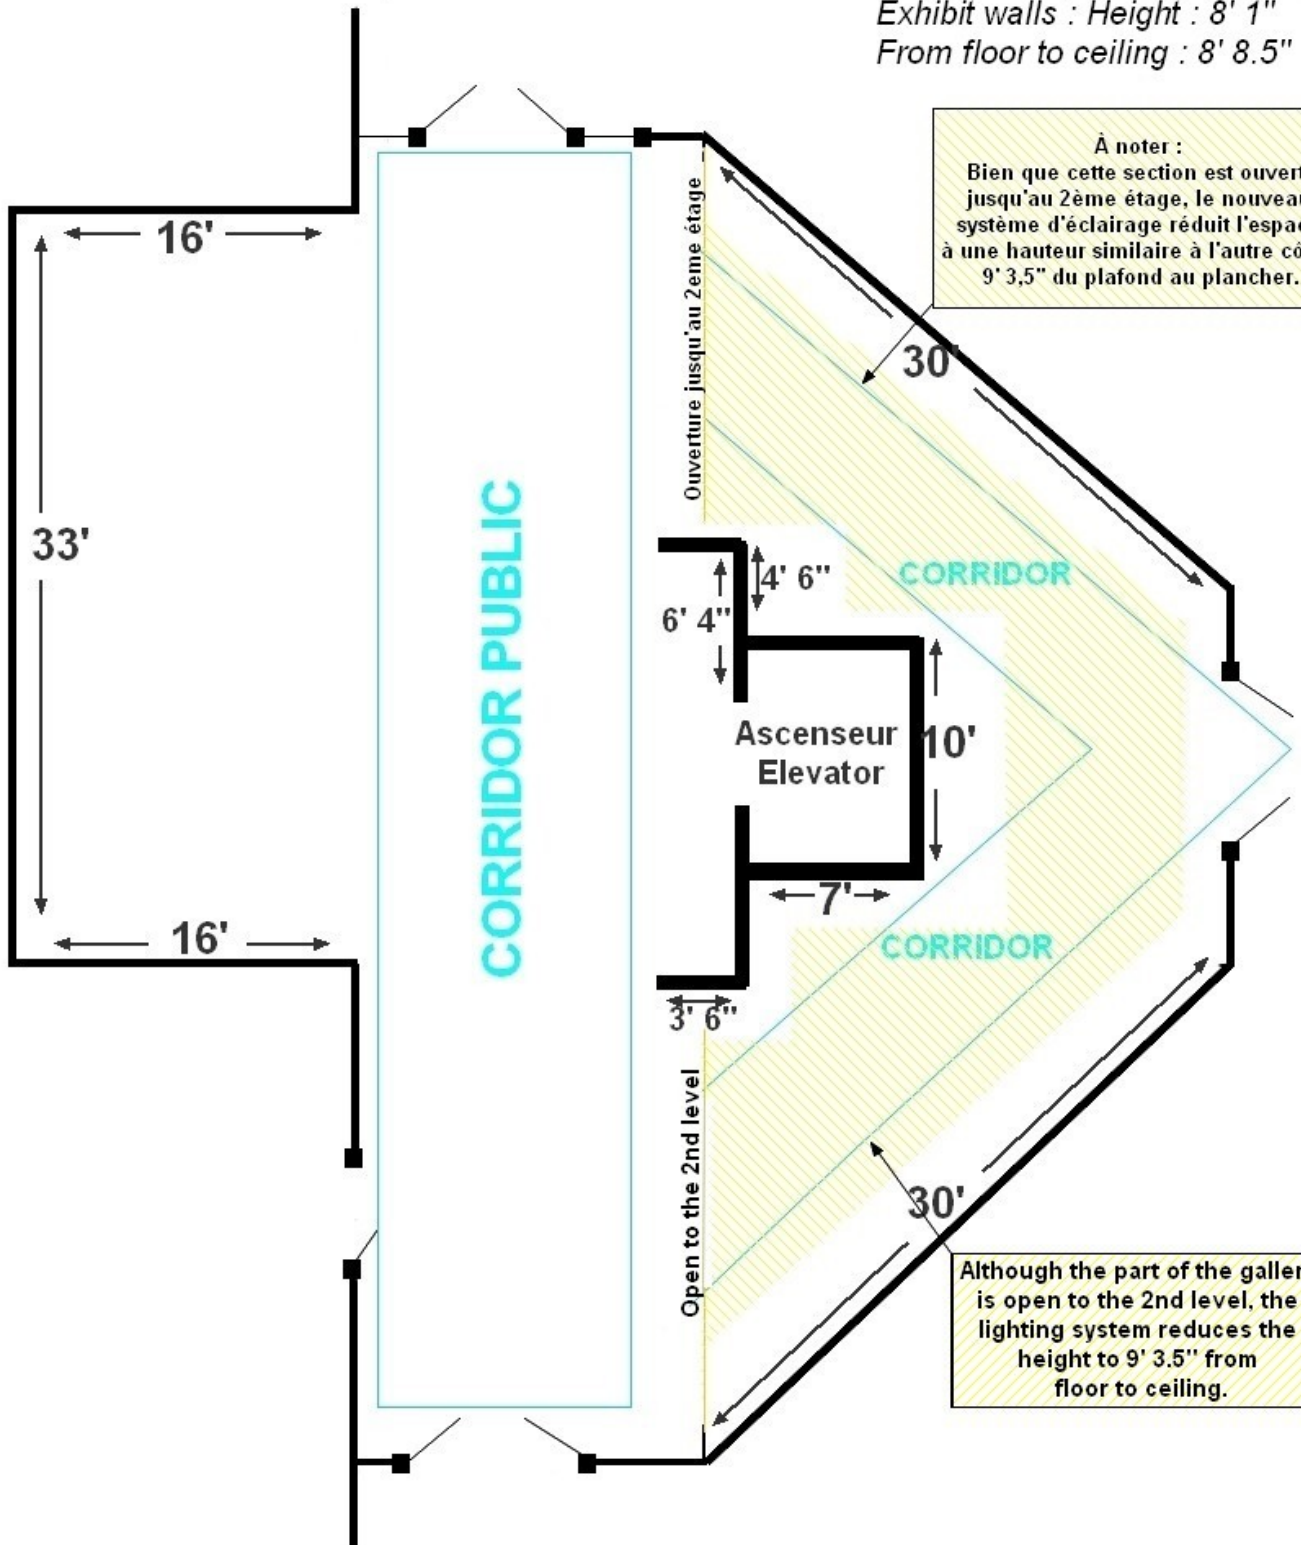 Exhibit walls : Height : 8' 1"
From floor to ceiling : 8' 8.5"
À noter :
Bien que cette section est ouvert
jusqu'au 2ème étage, le nouveau
système d'éclairage réduit l'espac
à une hauteur similaire à l'autre cô
9' 3,5" du plafond au plancher.
16'
33'
16'
CORRIDOR PUBLIC
Ouverture jusqu'au 2eme étage
30'
CORRIDOR
4' 6"
6' 4"
Ascenseur
Elevator
10'
7'
CORRIDOR
3' 6"
Open to the 2nd level
30'
Although the part of the galler
is open to the 2nd level, the
lighting system reduces the
height to 9' 3.5" from
floor to ceiling.